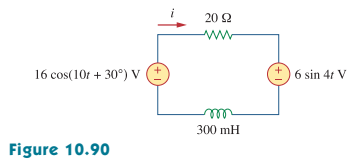 i
20 Ω
16 cos(10t + 30°) V
+
−
+
−
6 sin 4t V
300 mH
Figure 10.90